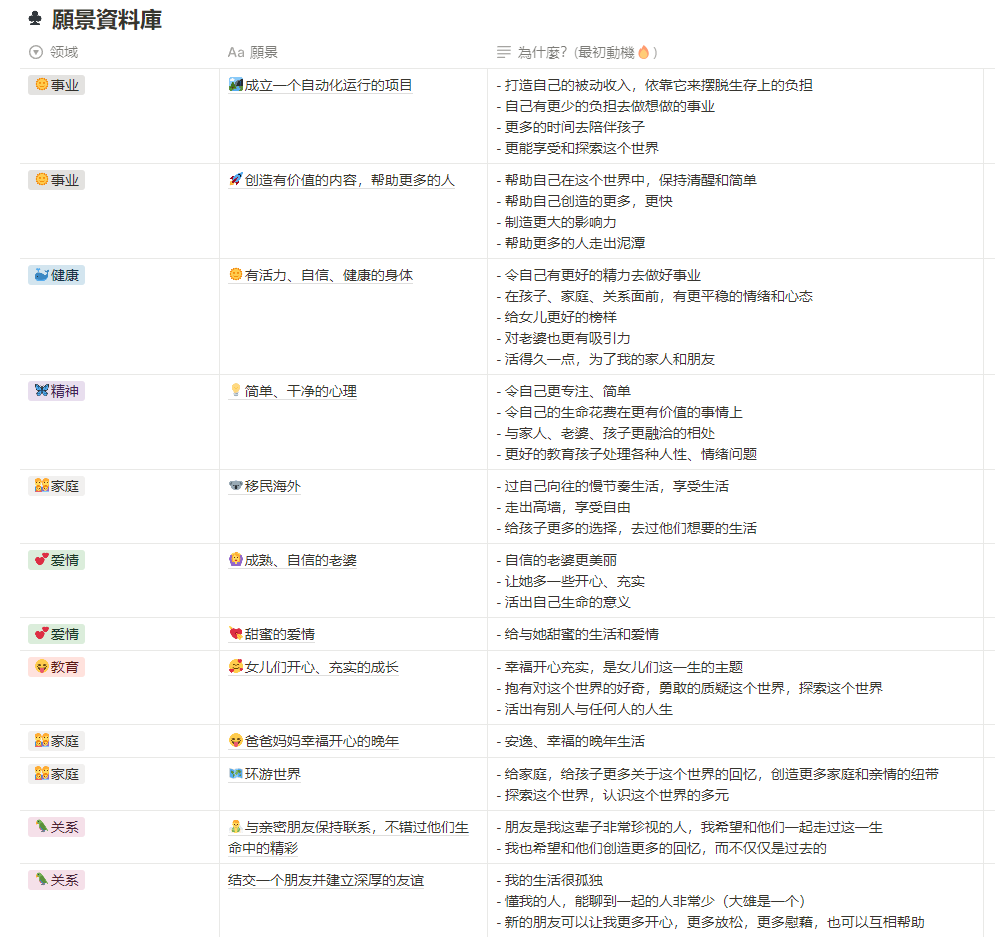 ♣ 願景資料庫
领域 Aa 願景 為什麼?(最初動機🔥)
🌞事业 🏞️成立一个自动化运行的项目 - 打造自己的被动收入，依靠它来摆脱生存上的负担
- 自己有更少的负担去做想做的事业
- 更多的时间去陪伴孩子
- 更能享受和探索这个世界
🌞事业 🚀创造有价值的内容，帮助更多的人 - 帮助自己在这个世界中，保持清醒和简单
- 帮助自己创造的更多，更快
- 制造更大的影响力
- 帮助更多的人走出泥潭
🐳健康 🌞有活力、自信、健康的身体 - 令自己有更好的精力去做好事业
- 在孩子、家庭、关系面前，有更平稳的情绪和心态
- 给女儿更好的榜样
- 对老婆也更有吸引力
- 活得久一点，为了我的家人和朋友
🦋精神 💡简单、干净的心理 - 令自己更专注、简单
- 令自己的生命花费在更有价值的事情上
- 与家人、老婆、孩子更融洽的相处
- 更好的教育孩子处理各种人性、情绪问题
👨‍👩‍👧‍👧家庭 🐨移民海外 - 过自己向往的慢节奏生活，享受生活
- 走出高墙，享受自由
- 给孩子更多的选择，去过他们想要的生活
💕爱情 🙆‍♀️成熟、自信的老婆 - 自信的老婆更美丽
- 让她多一些开心、充实
- 活出自己生命的意义
💕爱情 💘甜蜜的爱情 - 给与她甜蜜的生活和爱情
😝教育 🥰女儿们开心、充实的成长 - 幸福开心充实，是女儿们这一生的主题
- 抱有对这个世界的好奇，勇敢的质疑这个世界，探索这个世界
- 活出有别人与任何人的人生
👨‍👩‍👧‍👧家庭 😝爸爸妈妈幸福开心的晚年 - 安逸、幸福的晚年生活
👨‍👩‍👧‍👧家庭 🗺️环游世界 - 给家庭，给孩子更多关于这个世界的回忆，创造更多家庭和亲情的纽带
- 探索这个世界，认识这个世界的多元
🦜关系 与亲密朋友保持联系，不错过他们生
命中的精彩 - 朋友是我这辈子非常珍视的人，我希望和他们一起走过这一生
- 我也希望和他们创造更多的回忆，而不仅仅是过去的
🦜关系 结交一个朋友并建立深厚的友谊 - 我的生活很孤独
- 懂我的人，能聊到一起的人非常少（大雄是一个）
- 新的朋友可以让我更开心，更多放松，更多慰藉，也可以互相帮助